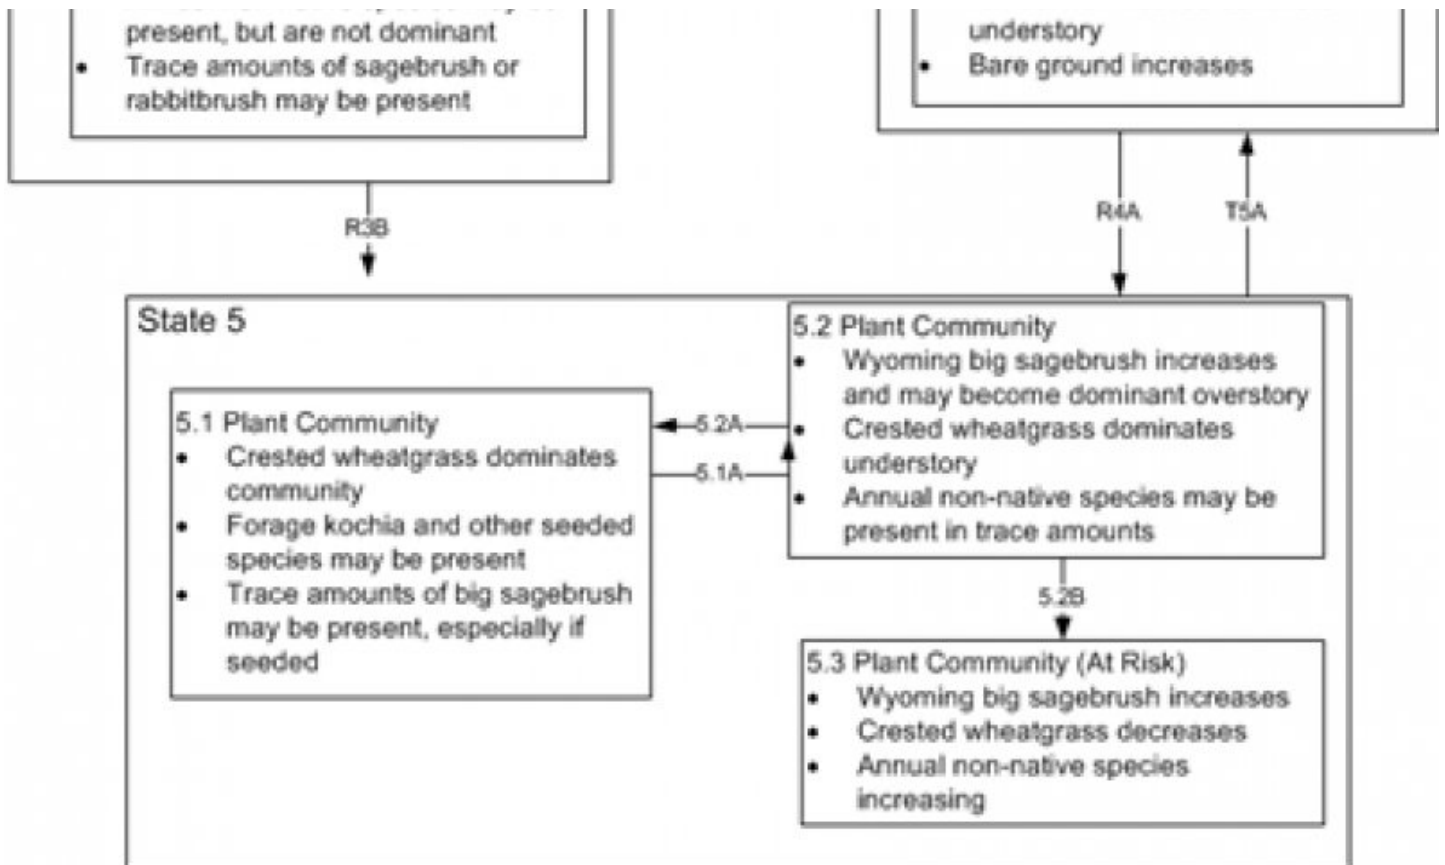 present, but are not dominant
• Trace amounts of sagebrush or
rabbitbrush may be present
understory
• Bare ground increases
R3B
R4A
T5A
State 5
5.1 Plant Community
• Crested wheatgrass dominates
community
• Forage kochia and other seeded
species may be present
• Trace amounts of big sagebrush
may be present, especially if
seeded
5.2A
5.1A
5.2 Plant Community
• Wyoming big sagebrush increases
and may become dominant overstory
• Crested wheatgrass dominates
understory
• Annual non-native species may be
present in trace amounts
5.2B
5.3 Plant Community (At Risk)
• Wyoming big sagebrush increases
• Crested wheatgrass decreases
• Annual non-native species
increasing